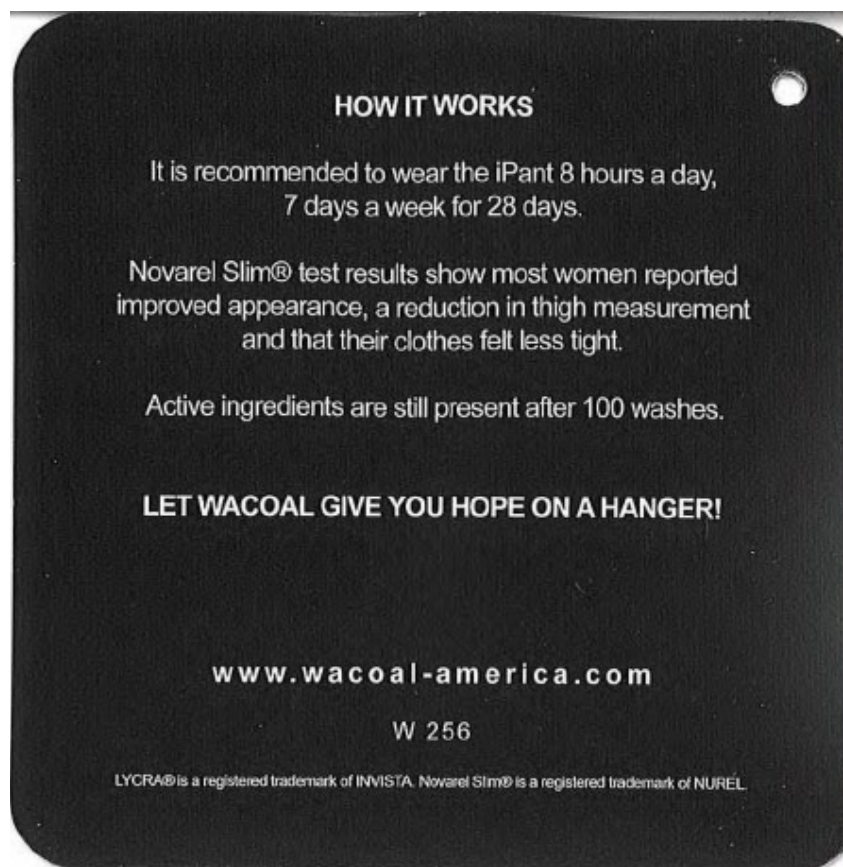 HOW IT WORKS
It is recommended to wear the iPant 8 hours a day,
7 days a week for 28 days.
Novarel Slim® test results show most women reported
improved appearance, a reduction in thigh measurement
and that their clothes felt less tight.
Active ingredients are still present after 100 washes.
LET WACOAL GIVE YOU HOPE ON A HANGER!
www.wacoal-america.com
W 256
LYCRA® is a registered trademark of INVISTA. Novarel Slim® is a registered trademark of NUREL.